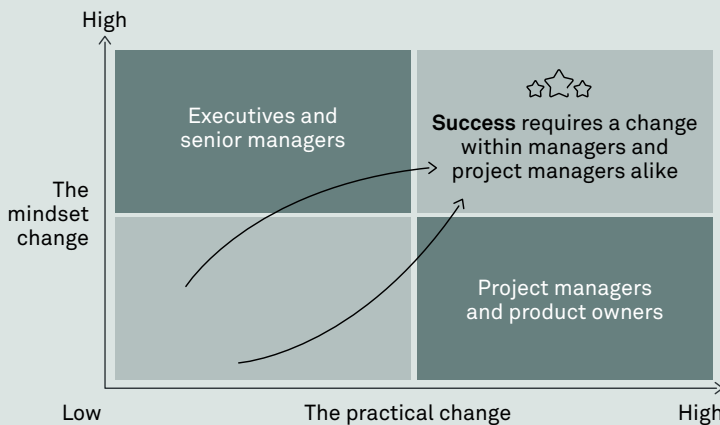 High
Executives and
senior managers
Success requires a change
within managers and
project managers alike
The
mindset
change
Project managers
and product owners
Low
The practical change
High